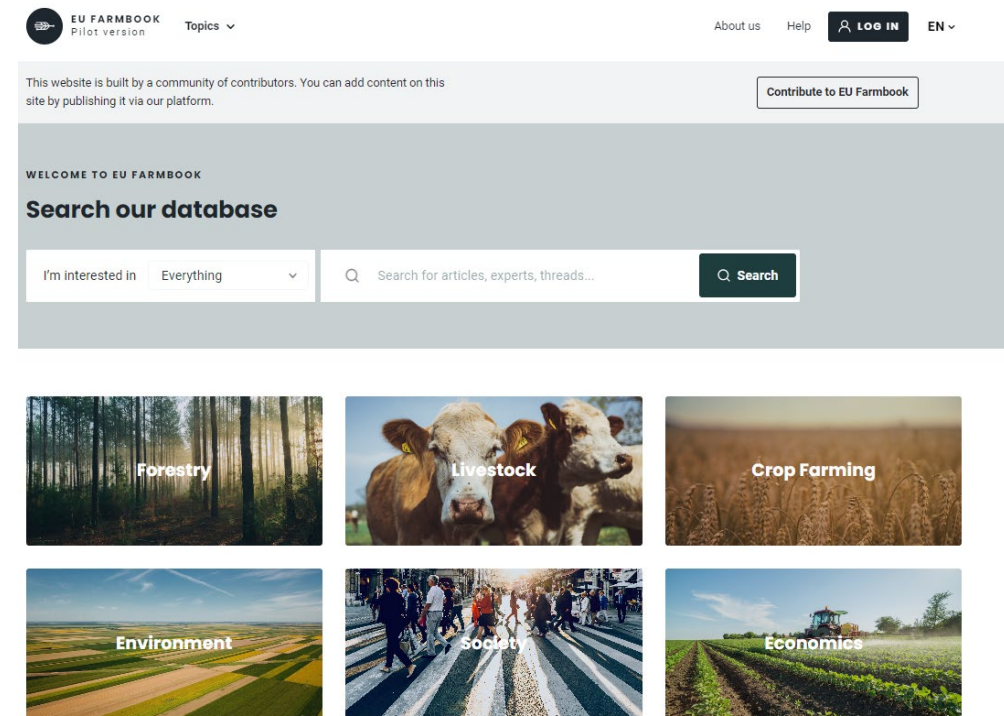 EU FARMBOOK
Pilot version
Topics
About us
Help
LOG IN
EN
This website is built by a community of contributors. You can add content on this
site by publishing it via our platform.
Contribute to EU Farmbook
WELCOME TO EU FARMBOOK
Search our database
I'm interested in
Everything
Search for articles, experts, threads...
Search
Forestry
Livestock
Crop Farming
Environment
Society
Economics